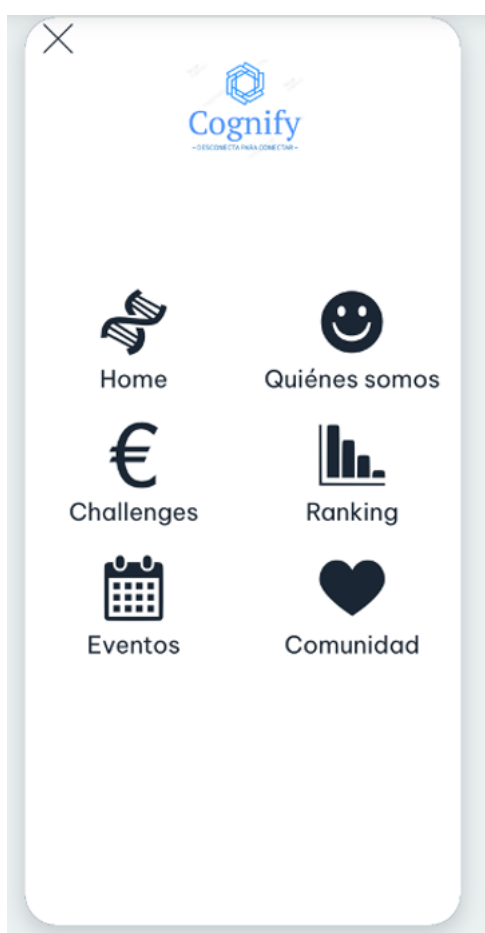 Cognify
- DESCONECTA PARA CONECTAR -
Home
Quiénes somos
€
Challenges
Ranking
Eventos
Comunidad